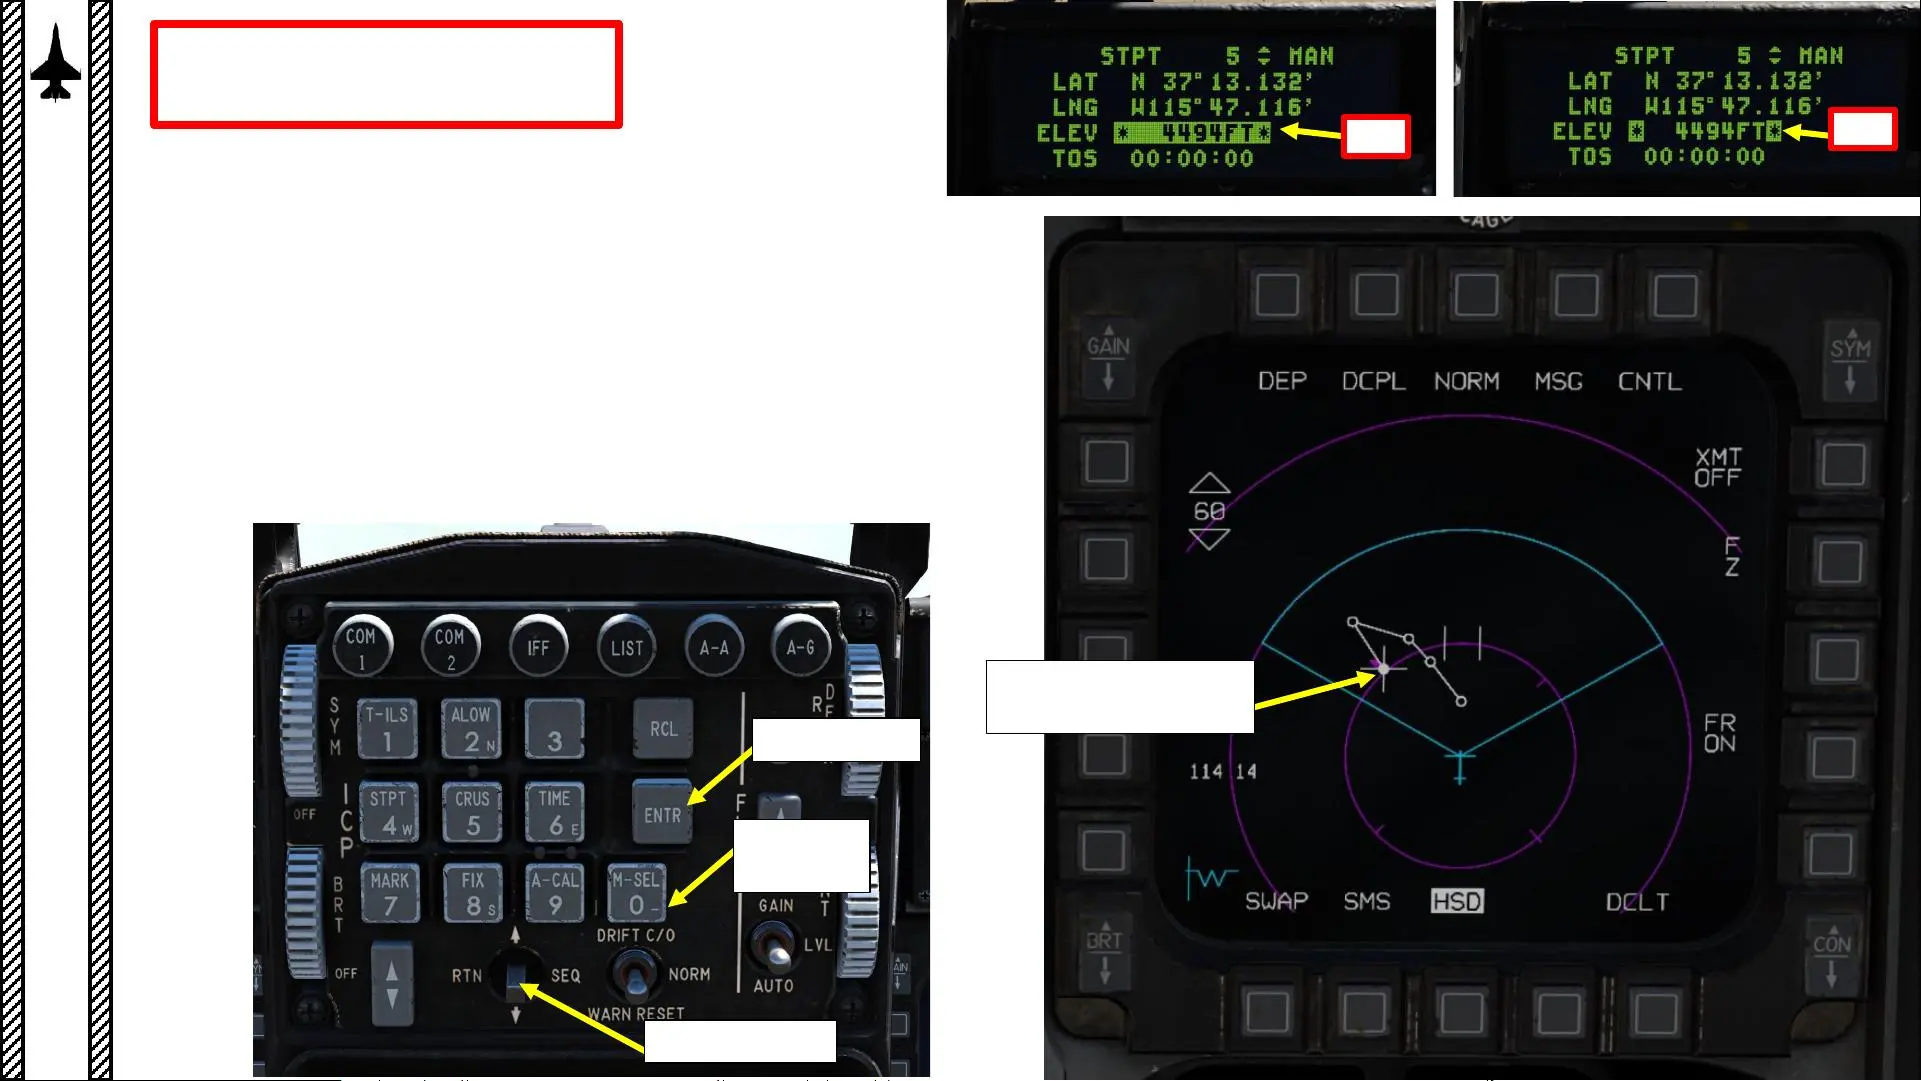 STPT 5 MAN
LAT N 37° 13.132'
LNG W115° 47.116'
ELEV * 4494FT*
TOS 00:00:00
STPT 5 MAN
LAT N 37° 13.132'
LNG W115° 47.116'
ELEV * 4494FT*
TOS 00:00:00
GAIN
SYM
DEP DCPL NORM MSG CNTL
XMT
OFF
60
F
Z
FR
ON
114 14
SWAP SMS HSD DCLT
BRT
CON
COM
1
COM
2
IFF
LIST
A-A
A-G
SYM
T-ILS
1
ALOW
2 N
3
RCL
OFF
ICP
STPT
4 W
CRUS
5
TIME
6 E
ENTR
BRT
MARK
7
FIX
8 S
A-CAL
9
M-SEL
0 -
OFF
RTN
SEQ
DRIFT C/O
NORM
WARN RESET
GAIN
LVL
AUTO